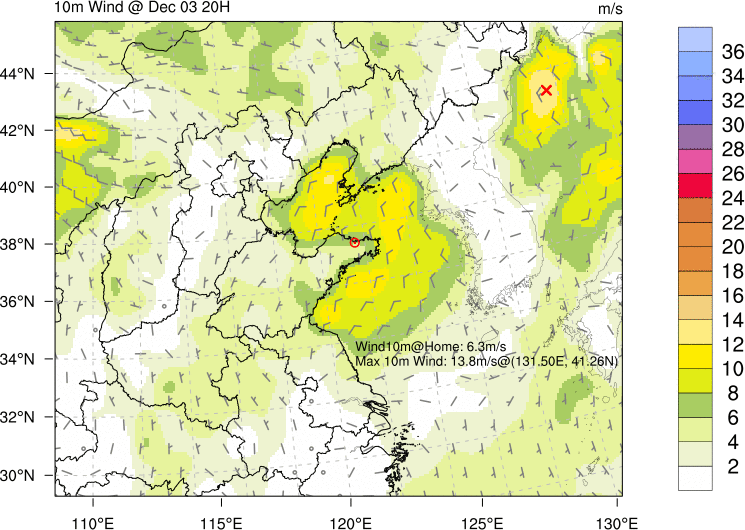 10m Wind @ Dec 03 20H
m/s
44°N
42°N
40°N
38°N
36°N
34°N
32°N
30°N
110°E
115°E
120°E
125°E
130°E
Wind10m@Home: 6.3m/s
Max 10m Wind: 13.8m/s@(131.50E, 41.26N)
36
34
32
30
28
26
24
22
20
18
16
14
12
10
8
6
4
2